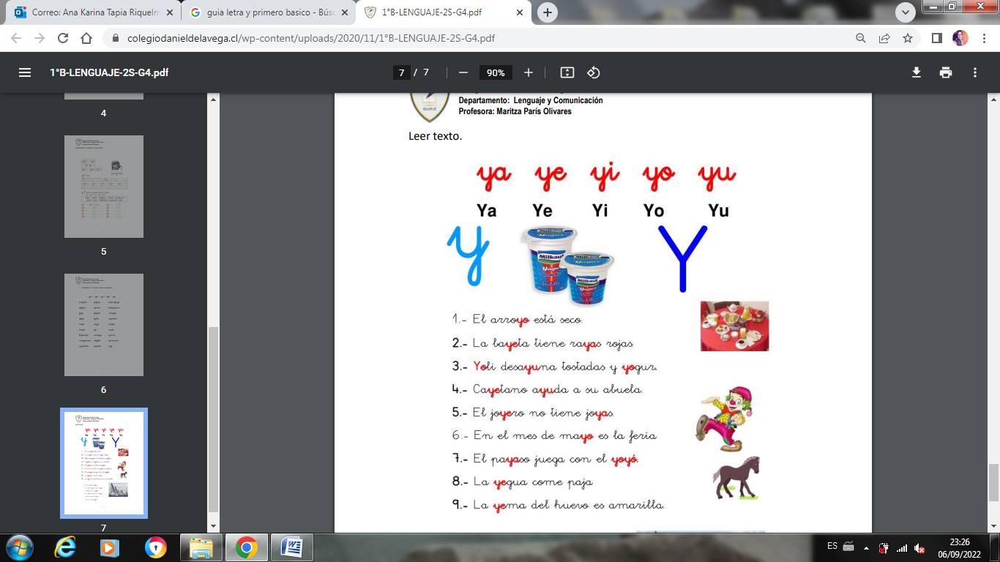 Correo: Ana Karina Tapia Riquelm
guia letra y primero basico - Bús
1°B-LENGUAJE-2S-G4.pdf
colegiodanieldelavega.cl/wp-content/uploads/2020/11/1°B-LENGUAJE-2S-G4.pdf
1°B-LENGUAJE-2S-G4.pdf
7 / 7
90%
4
5
6
7
QUILPUÉ
Departamento: Lenguaje y Comunicación
Profesora: Maritza París Olivares
Leer texto.
ya ye yi yo yu
Ya Ye Yi Yo Yu
Y Y
Milkaut
Yogur
Milkaut
1.- El arroyo está seco.
2.- La bayeta tiene rayas rojas.
3.- Yoli desayuna tostadas y yogur.
4.- Cayetano ayuda a su abuela.
5.- El joyero no tiene joyas.
6.- En el mes de mayo es la feria
7.- El payaso juega con el yoyó.
8.- La yegua come paja
9.- La yema del huevo es amarilla.
ES
23:26
06/09/2022